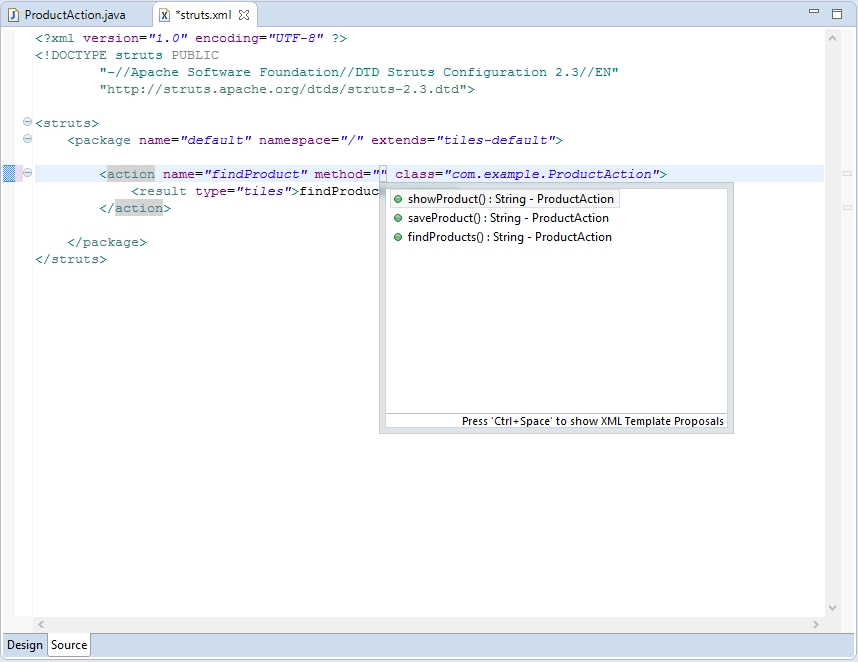 ProductAction.java
*struts.xml
<?xml version="1.0" encoding="UTF-8" ?>
<!DOCTYPE struts PUBLIC
"-//Apache Software Foundation//DTD Struts Configuration 2.3//EN"
"http://struts.apache.org/dtds/struts-2.3.dtd">
<struts>
<package name="default" namespace="/" extends="tiles-default">
<action name="findProduct" method="" class="com.example.ProductAction">
<result type="tiles">findProduc
</action>
</package>
</struts>
showProduct() : String - ProductAction
saveProduct() : String - ProductAction
findProducts() : String - ProductAction
Press 'Ctrl+Space' to show XML Template Proposals
Design
Source